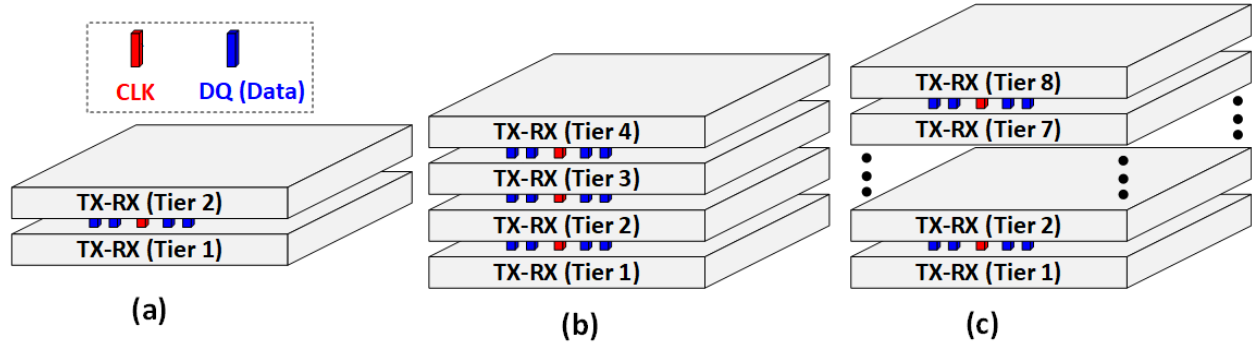 CLK DQ (Data)
TX-RX (Tier 2)
TX-RX (Tier 1)
(a)
TX-RX (Tier 4)
TX-RX (Tier 3)
TX-RX (Tier 2)
TX-RX (Tier 1)
(b)
TX-RX (Tier 8)
TX-RX (Tier 7)
TX-RX (Tier 2)
TX-RX (Tier 1)
(c)